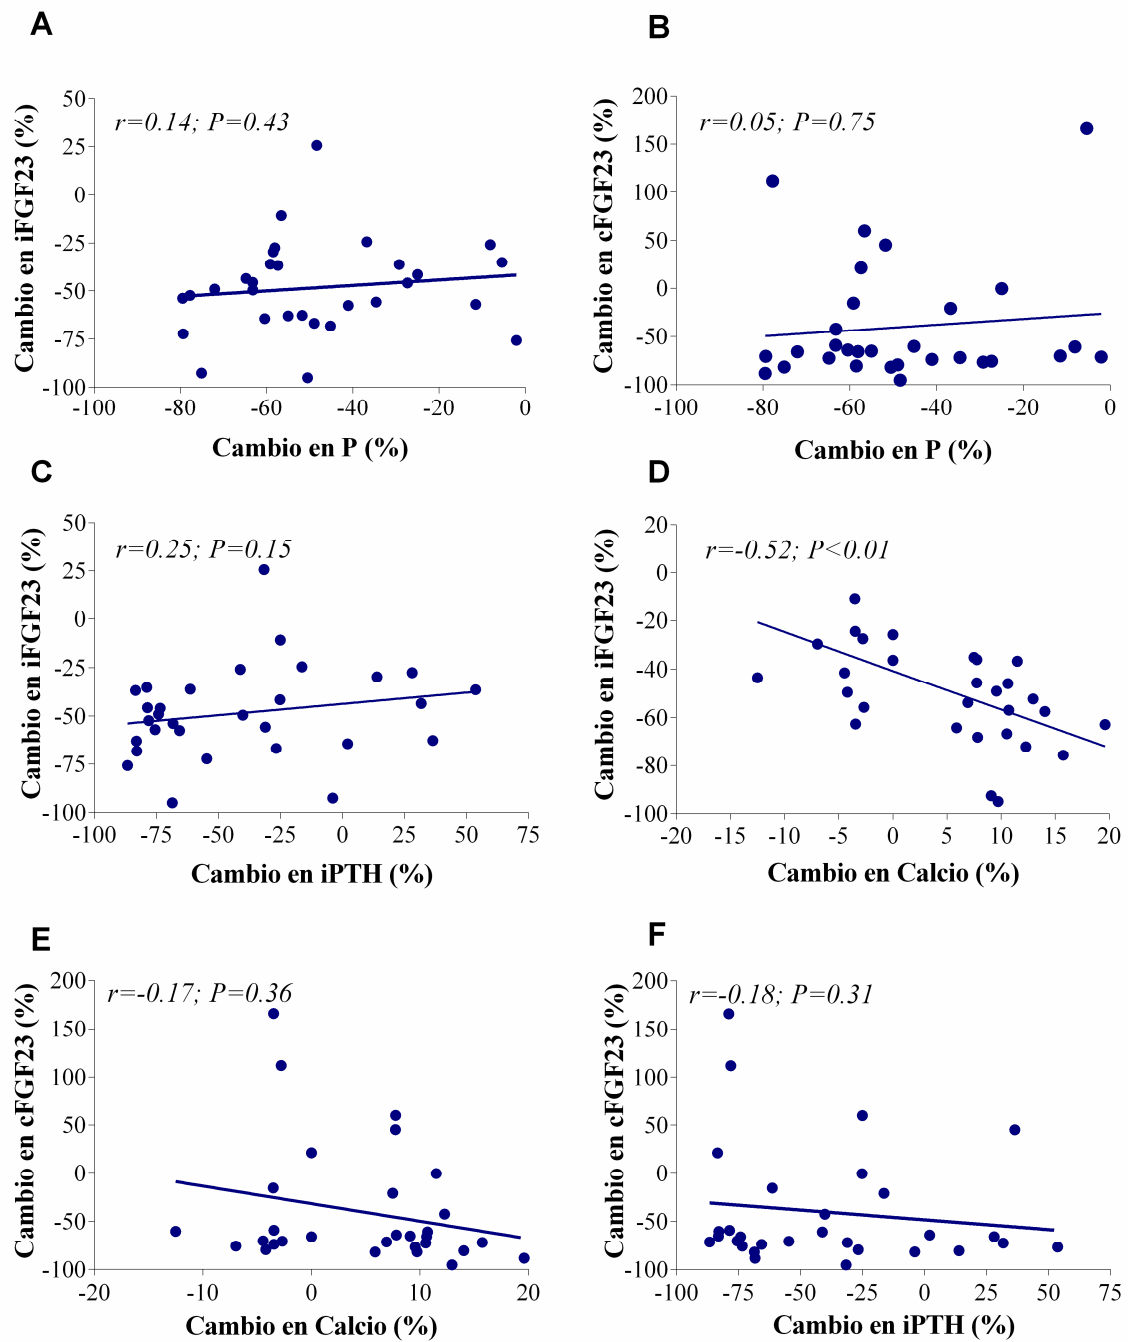 A
Cambio en iFGF23 (%)
r=0.14; P=0.43
50
25
0
-25
-50
-75
-100
-100 -80 -60 -40 -20 0
Cambio en P (%)
B
Cambio en cFGF23 (%)
r=0.05; P=0.75
200
150
100
50
0
-50
-100
-100 -80 -60 -40 -20 0
Cambio en P (%)
C
Cambio en iFGF23 (%)
r=0.25; P=0.15
50
25
0
-25
-50
-75
-100
-100 -75 -50 -25 0 25 50 75
Cambio en iPTH (%)
D
Cambio en iFGF23 (%)
r=-0.52; P<0.01
20
0
-20
-40
-60
-80
-100
-20 -15 -10 -5 0 5 10 15 20
Cambio en Calcio (%)
E
Cambio en cFGF23 (%)
r=-0.17; P=0.36
200
150
100
50
0
-50
-100
-20 -10 0 10 20
Cambio en Calcio (%)
F
Cambio en cFGF23 (%)
r=-0.18; P=0.31
200
150
100
50
0
-50
-100
-100 -75 -50 -25 0 25 50 75
Cambio en iPTH (%)